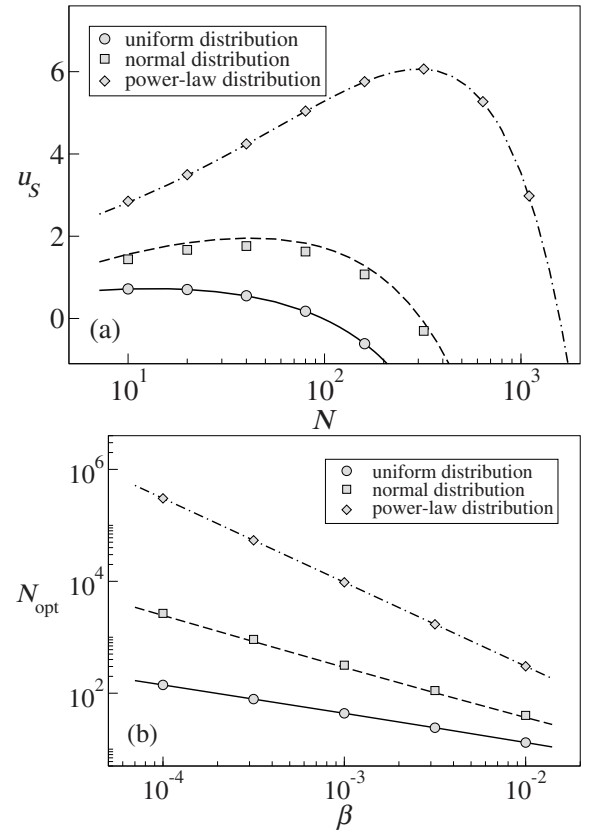 uniform distribution
normal distribution
power-law distribution
6
4
2
0
u_S
(a)
10^1
10^2
10^3
N
uniform distribution
normal distribution
power-law distribution
10^6
10^4
10^2
N_opt
(b)
10^-4
10^-3
10^-2
β